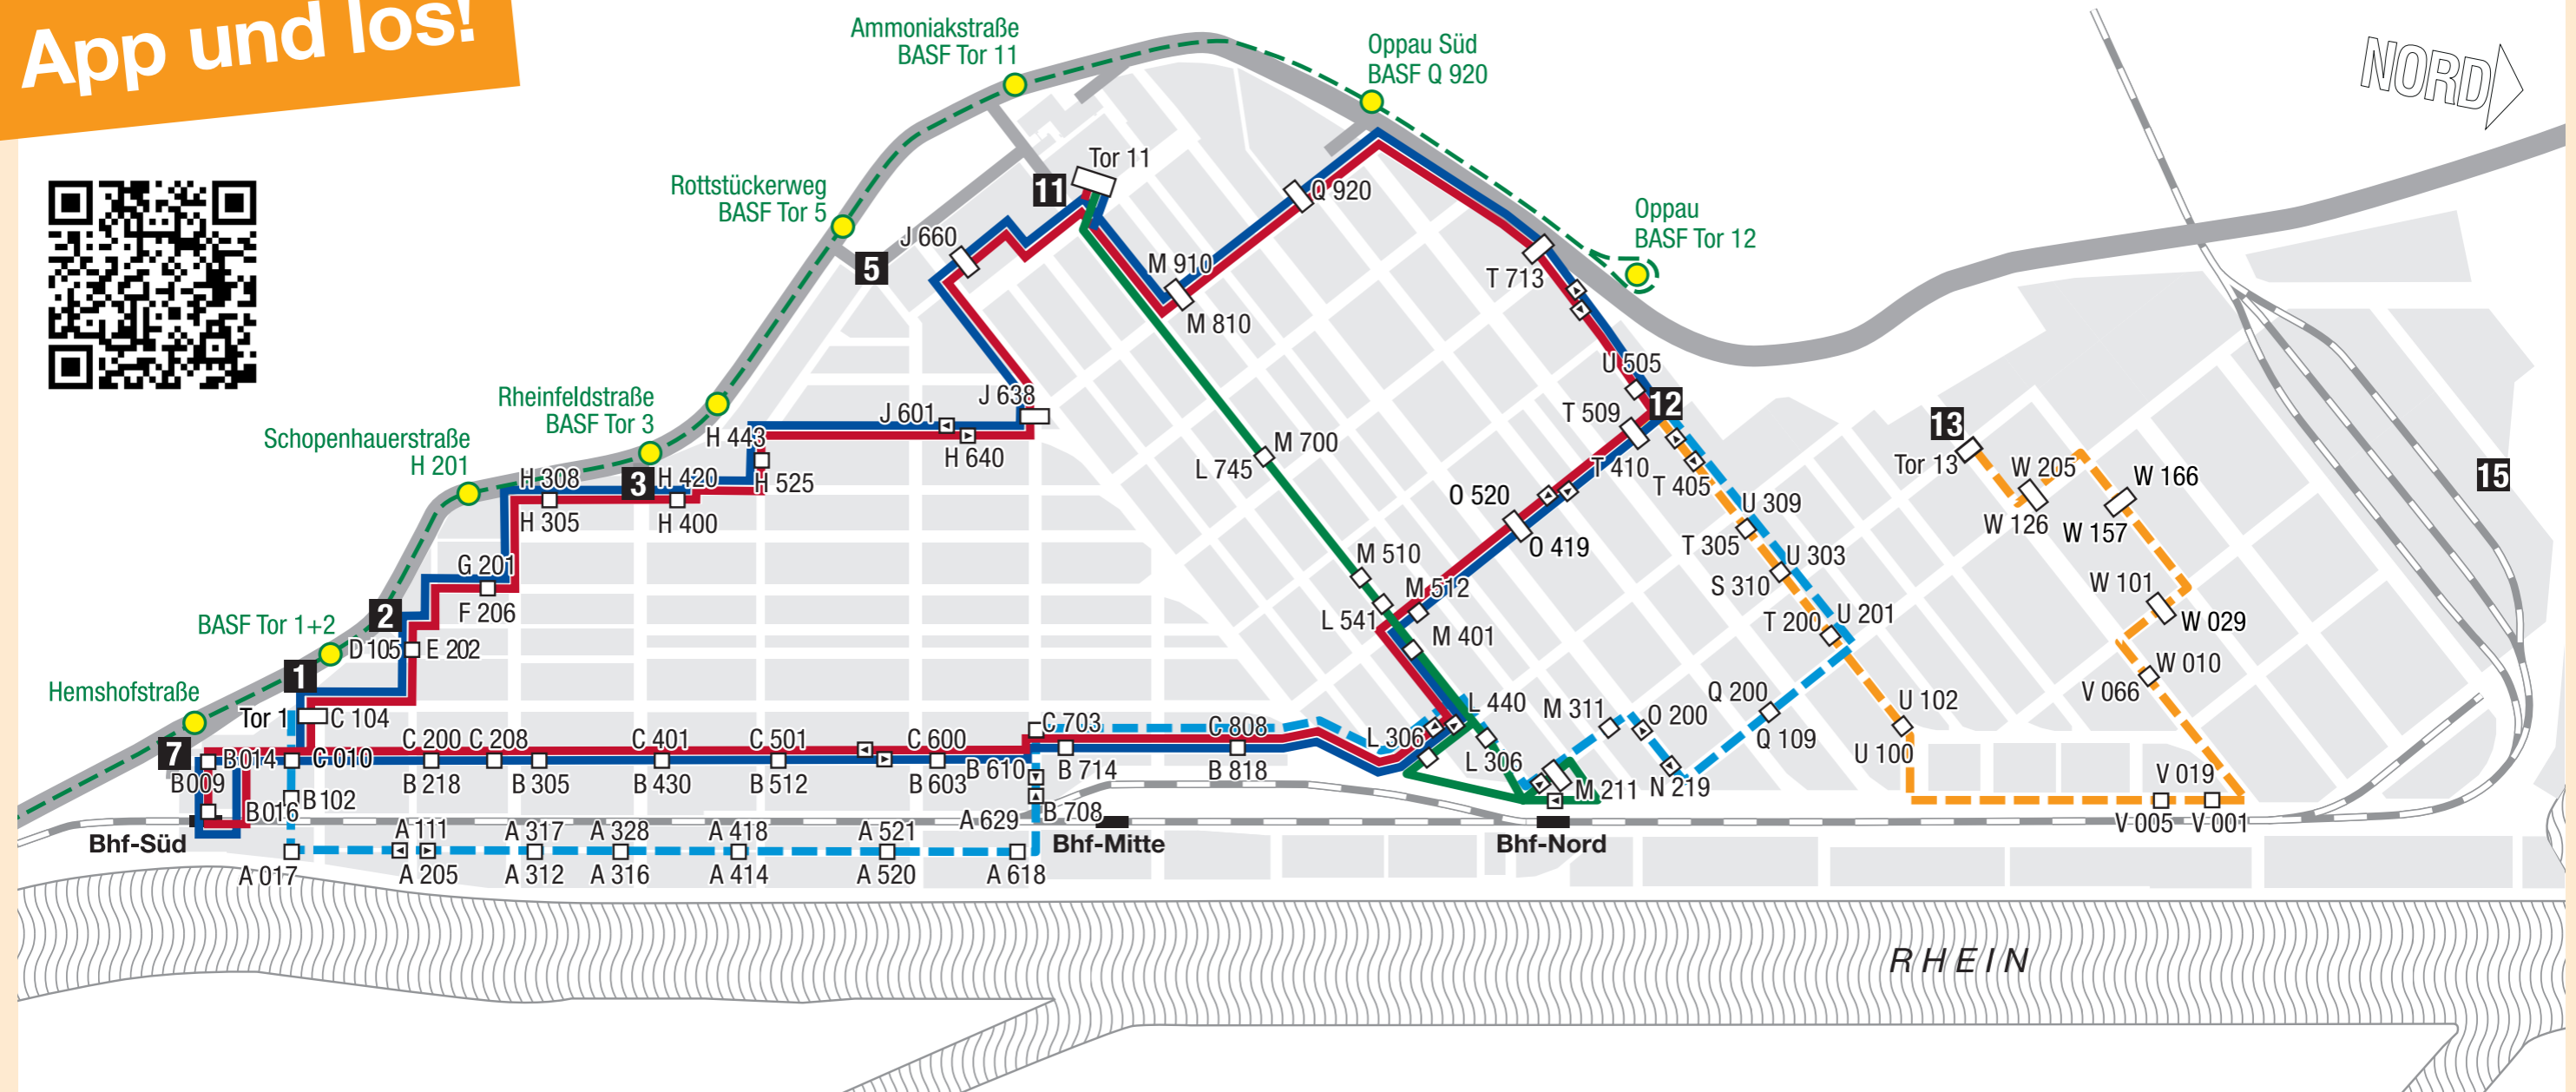 App und los!
NORD
Ammoniakstraße
BASF Tor 11
Oppau Süd
BASF Q 920
Rottstückerweg
BASF Tor 5
Oppau
BASF Tor 12
Rheinfeldstraße
BASF Tor 3
Schopenhauerstraße
H 201
BASF Tor 1+2
Hemshofstraße
Tor 11
11
5
J 660
M 910
M 810
Q 920
T 713
U 505
12
T 509
T 410
T 405
J 638
J 601
H 640
H 443
H 525
H 308
H 305
3
H 420
H 400
G 201
F 206
2
D 105
E 202
1
Tor 1
C 104
7
B 014
B 009
B 016
C 010
B 102
Bhf-Süd
A 017
C 200
B 218
C 208
B 305
C 401
B 430
C 501
B 512
C 600
B 603
B 610
C 703
B 714
B 708
C 808
B 818
A 111
A 205
A 317
A 312
A 328
A 316
A 418
A 414
A 521
A 520
A 629
A 618
Bhf-Mitte
M 700
L 745
M 510
M 512
L 541
M 401
O 520
O 419
L 440
L 306
L 306
M 311
M 211
O 200
N 219
Q 200
Q 109
Bhf-Nord
U 309
T 305
U 303
S 310
U 201
T 200
U 102
U 100
13
Tor 13
W 205
W 126
W 166
W 157
W 101
W 029
W 010
V 066
V 019
V 005
V 001
15
RHEIN